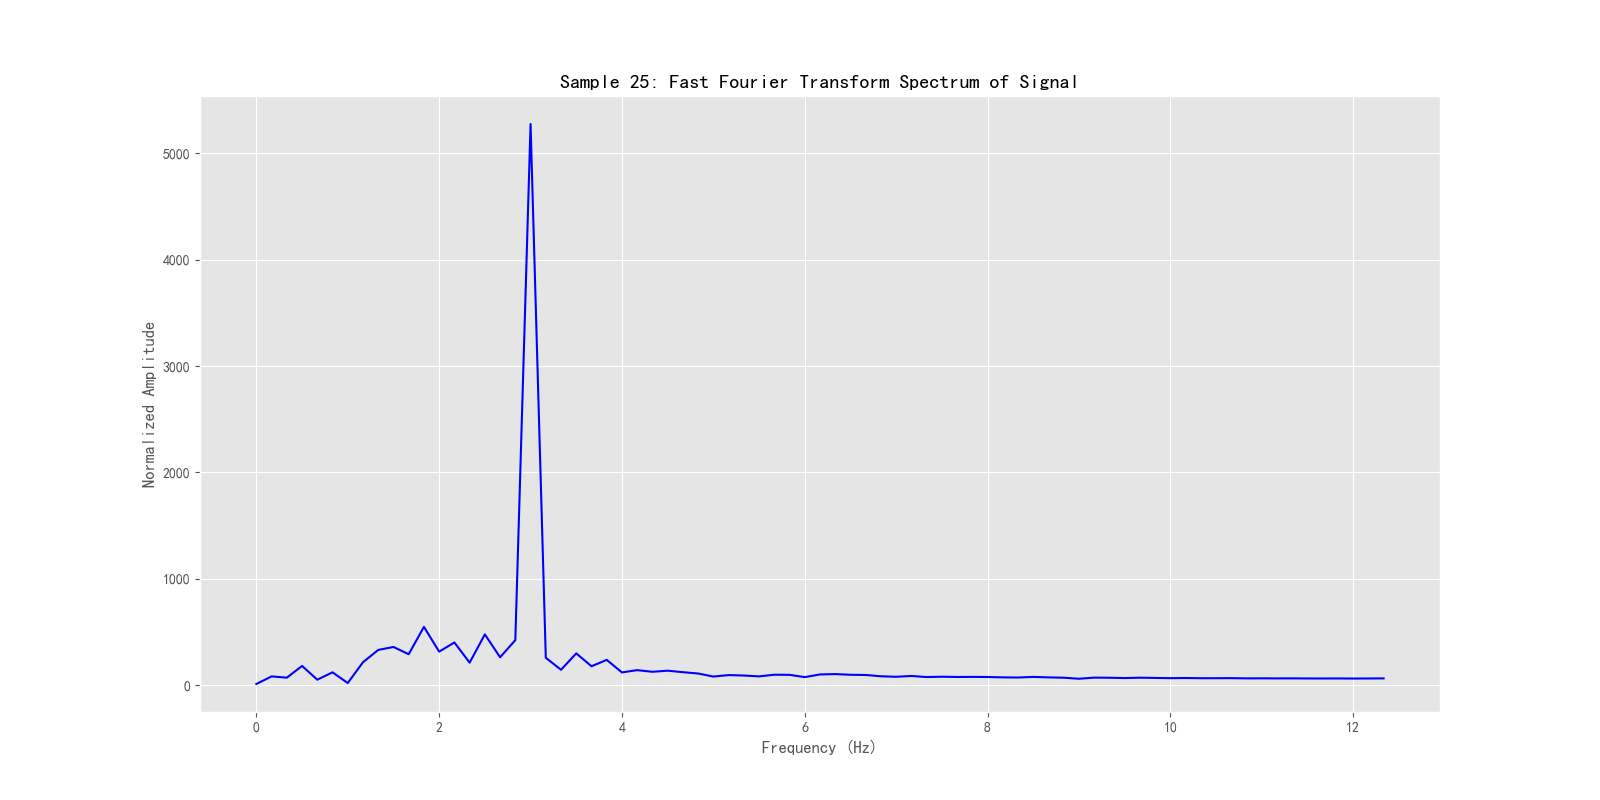 Sample 25: Fast Fourier Transform Spectrum of Signal
Normalized Amplitude
5000
4000
3000
2000
1000
0
0 2 4 6 8 10 12
Frequency (Hz)